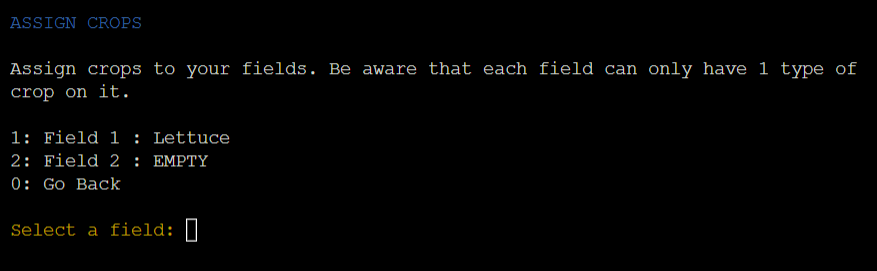 ASSIGN CROPS
Assign crops to your fields. Be aware that each field can only have 1 type of
crop on it.
1: Field 1 : Lettuce
2: Field 2 : EMPTY
0: Go Back
Select a field: